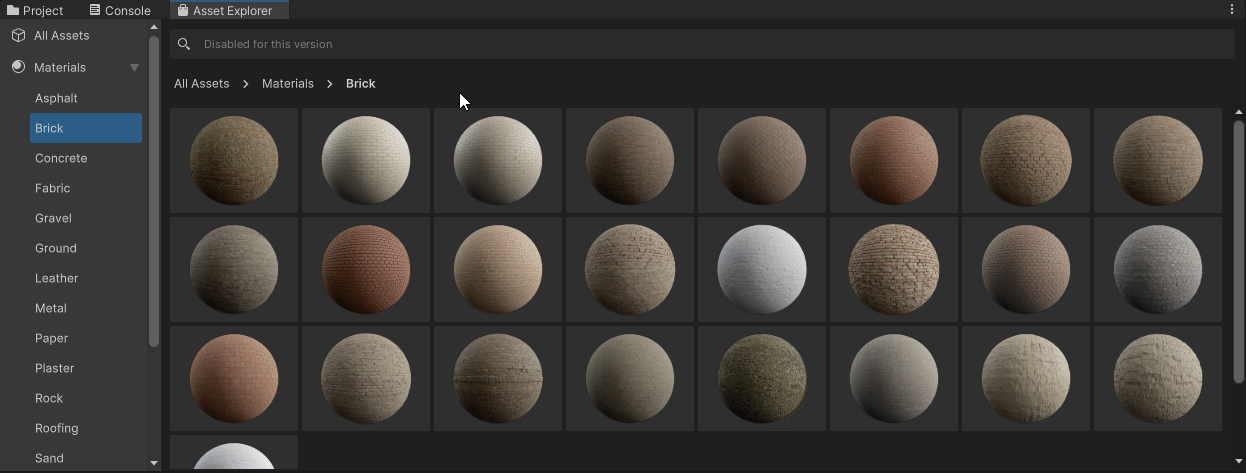 Project Console Asset Explorer
All Assets
Materials
Asphalt
Brick
Concrete
Fabric
Gravel
Ground
Leather
Metal
Paper
Plaster
Rock
Roofing
Sand
Disabled for this version
All Assets > Materials > Brick